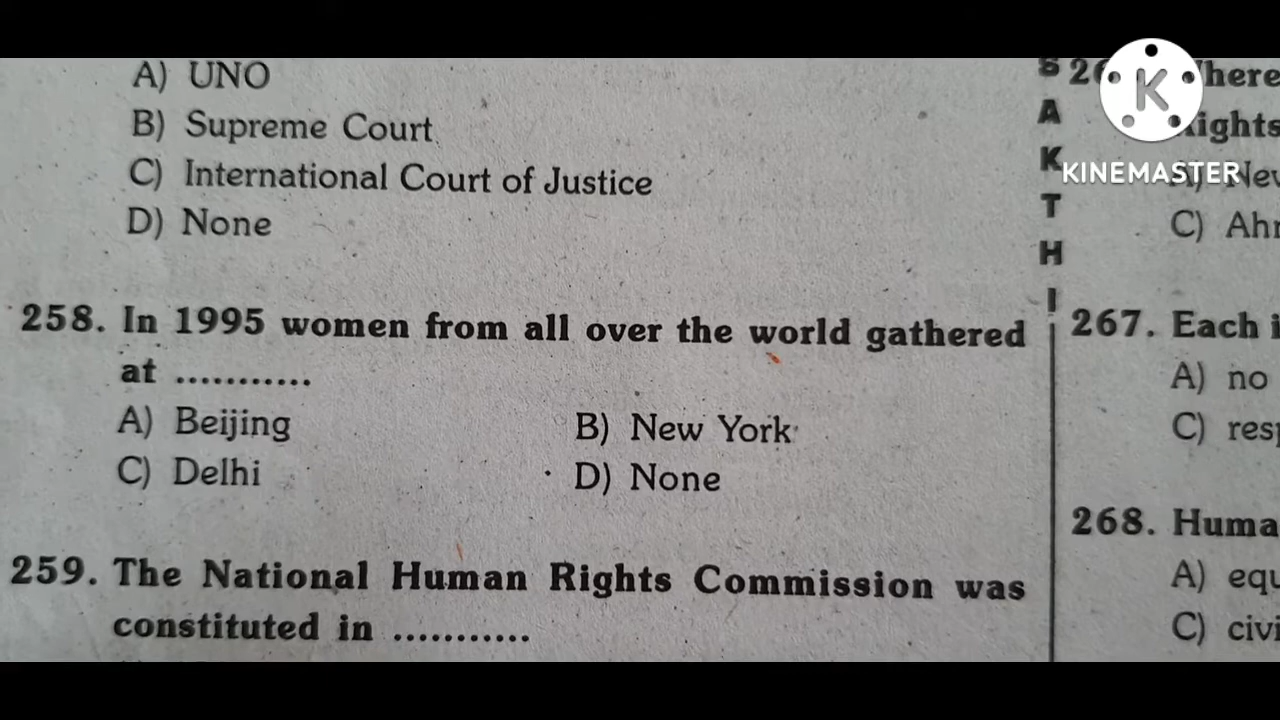 A) UNO
B) Supreme Court
C) International Court of Justice
D) None
258. In 1995 women from all over the world gathered
at ...........
A) Beijing
B) New York
C) Delhi
D) None
259. The National Human Rights Commission was
constituted in ...........
S
A
K
T
H
I
KINEMASTER
C)
267. Each
A) no
C)
268.
A)
C)